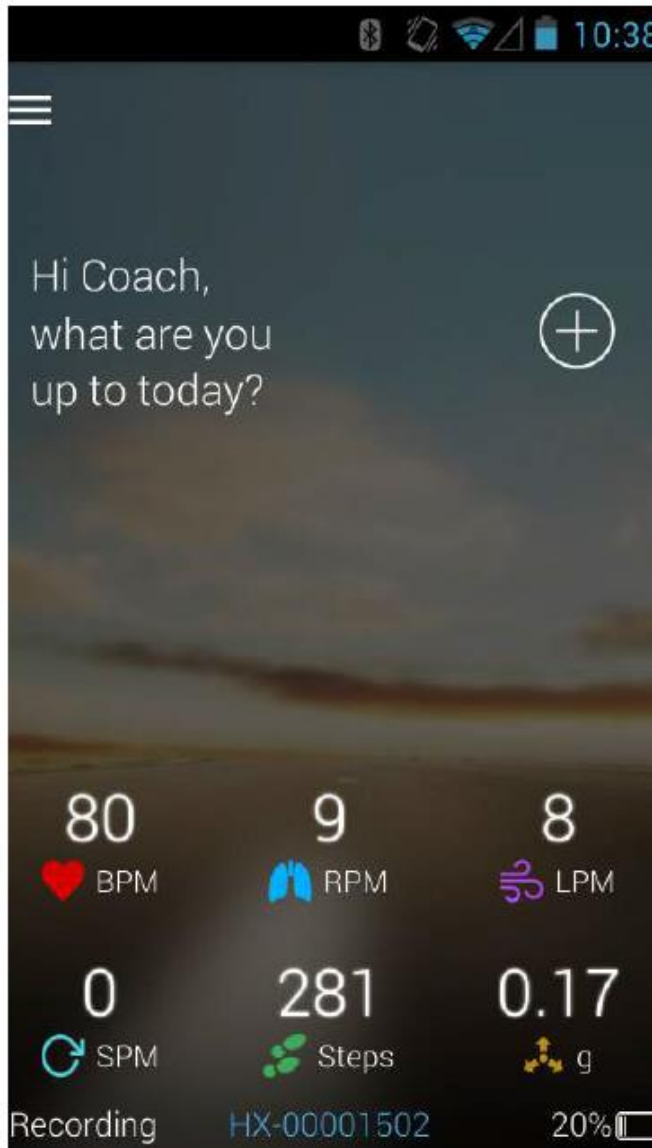 10:38
Hi Coach,
what are you
up to today?
80 9 8
BPM RPM LPM
0 281 0.17
SPM Steps g
Recording HX-00001502 20%